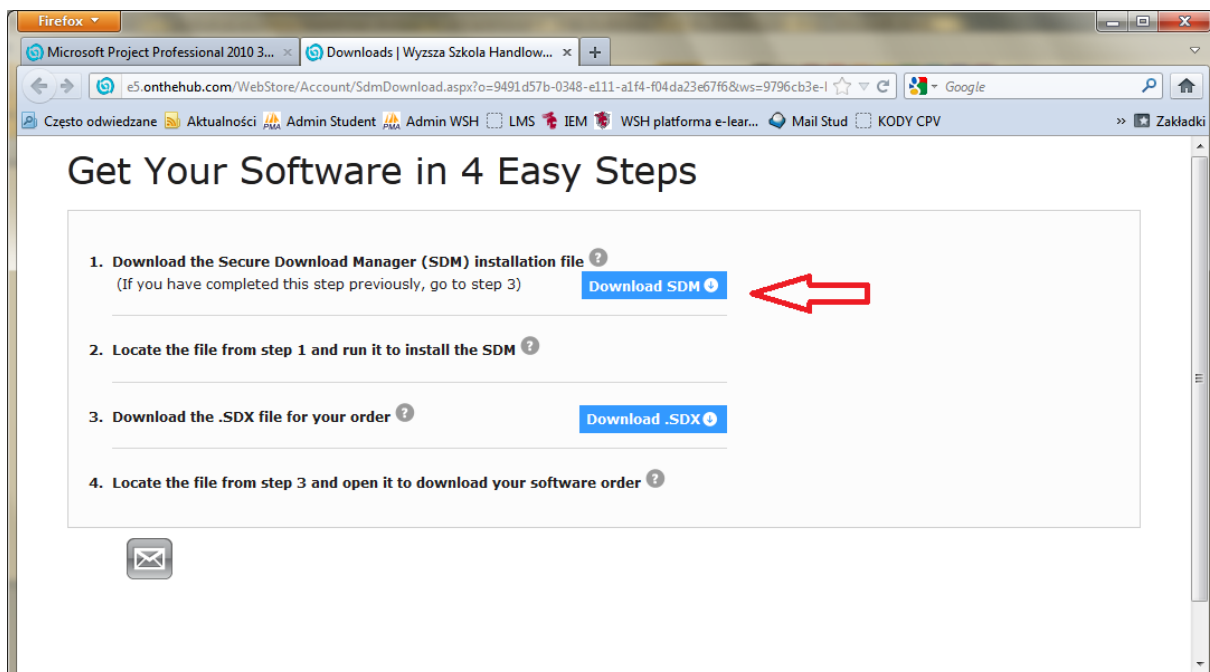 Firefox
Microsoft Project Professional 2010 3...
Downloads | Wyzsza Szkola Handlow...
e5.onthehub.com/WebStore/Account/SdmDownload.aspx?o=9491d57b-0348-e111-a1f4-f04da23e67f6&ws=9796cb3e-
Google
Często odwiedzane Aktualności Admin Student Admin WSH LMS IEM WSH platforma e-lear... Mail Stud KODY CPV » Zakładki
Get Your Software in 4 Easy Steps
1. Download the Secure Download Manager (SDM) installation file ?
(If you have completed this step previously, go to step 3) Download SDM
2. Locate the file from step 1 and run it to install the SDM ?
3. Download the .SDX file for your order ? Download .SDX
4. Locate the file from step 3 and open it to download your software order ?